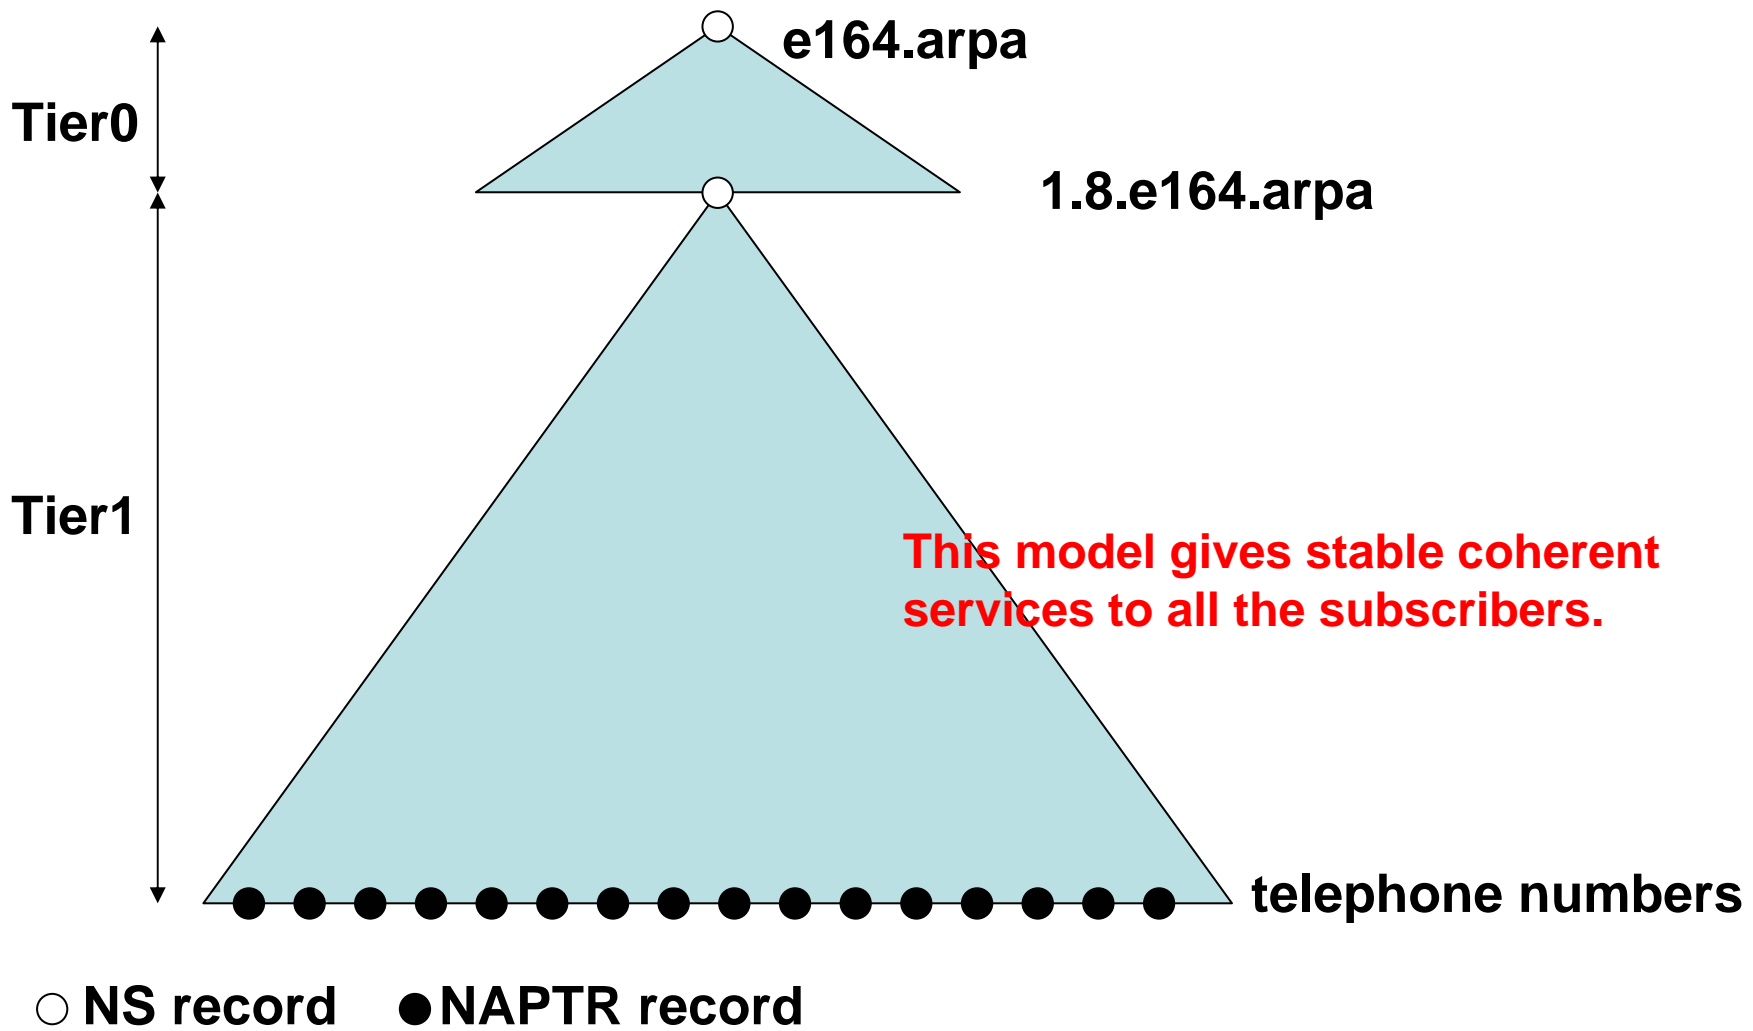 e164.arpa
Tier0
1.8.e164.arpa
Tier1
This model gives stable coherent
services to all the subscribers.
telephone numbers
NS record
NAPTR record